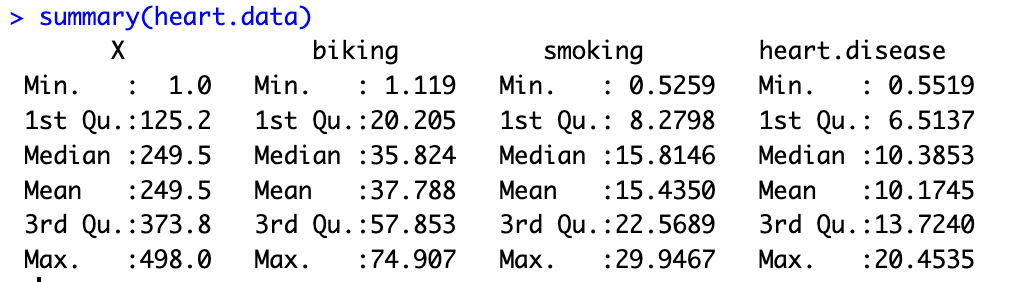 > summary(heart.data)
X biking smoking heart.disease
Min. : 1.0 Min. : 1.119 Min. : 0.5259 Min. : 0.5519
1st Qu.:125.2 1st Qu.:20.205 1st Qu.: 8.2798 1st Qu.: 6.5137
Median :249.5 Median :35.824 Median :15.8146 Median :10.3853
Mean :249.5 Mean :37.788 Mean :15.4350 Mean :10.1745
3rd Qu.:373.8 3rd Qu.:57.853 3rd Qu.:22.5689 3rd Qu.:13.7240
Max. :498.0 Max. :74.907 Max. :29.9467 Max. :20.4535